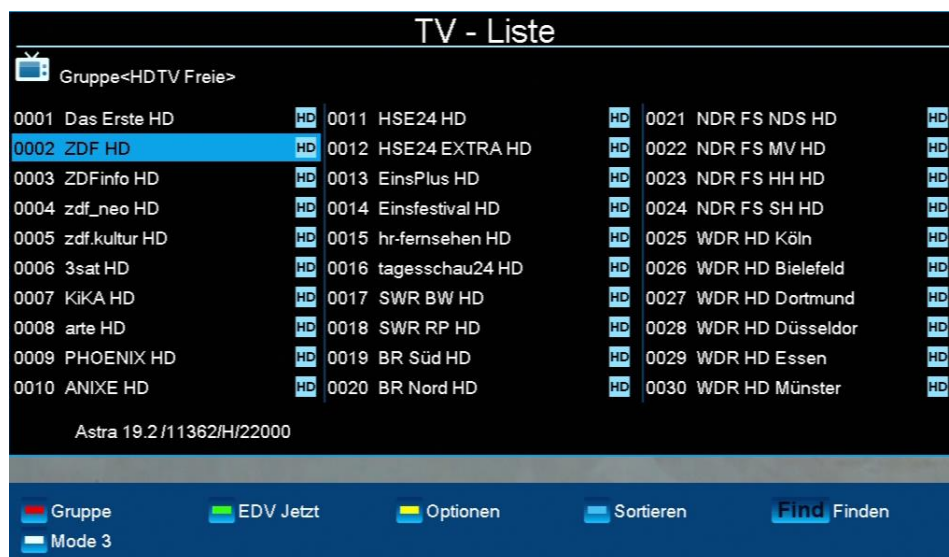 TV - Liste
Gruppe<HDTV Freie>
0001 Das Erste HD HD
0002 ZDF HD HD
0003 ZDFinfo HD HD
0004 zdf_neo HD HD
0005 zdf.kultur HD HD
0006 3sat HD HD
0007 KiKA HD HD
0008 arte HD HD
0009 PHOENIX HD HD
0010 ANIXE HD HD
0011 HSE24 HD HD
0012 HSE24 EXTRA HD HD
0013 EinsPlus HD HD
0014 Einsfestival HD HD
0015 hr-fernsehen HD HD
0016 tagesschau24 HD HD
0017 SWR BW HD HD
0018 SWR RP HD HD
0019 BR Süd HD HD
0020 BR Nord HD HD
0021 NDR FS NDS HD HD
0022 NDR FS MV HD HD
0023 NDR FS HH HD HD
0024 NDR FS SH HD HD
0025 WDR HD Köln HD
0026 WDR HD Bielefeld HD
0027 WDR HD Dortmund HD
0028 WDR HD Düsseldor HD
0029 WDR HD Essen HD
0030 WDR HD Münster HD
Astra 19.2 /11362/H/22000
Gruppe EDV Jetzt Optionen Sortieren Find Finden
Mode 3